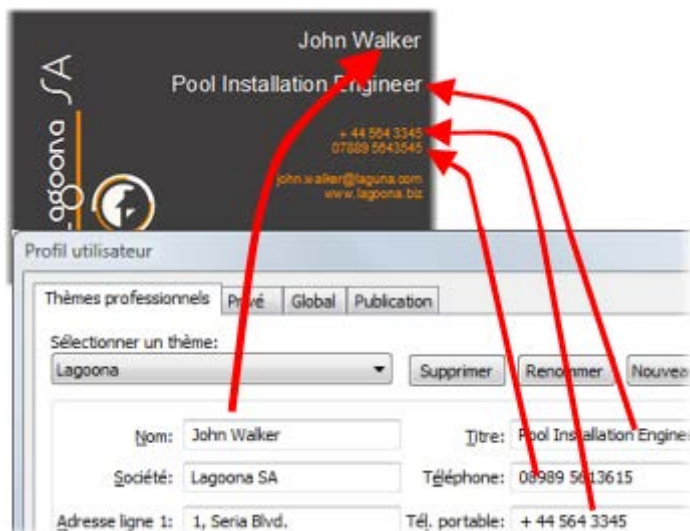 John Walker
Pool Installation Engineer
Lagoona SA
+ 44 564 3345
07889 5643545
john.walker@laguna.com
www.lagoona.biz
Profil utilisateur
Thèmes professionnels Privé Global Publication
Sélectionner un thème:
Lagoona Supprimer Renommer Nouveau
Nom: John Walker Titre: Pool Installation Engine
Société: Lagoona SA Téléphone: 08989 5613615
Adresse ligne 1: 1, Seria Blvd. Tél. portable: + 44 564 3345